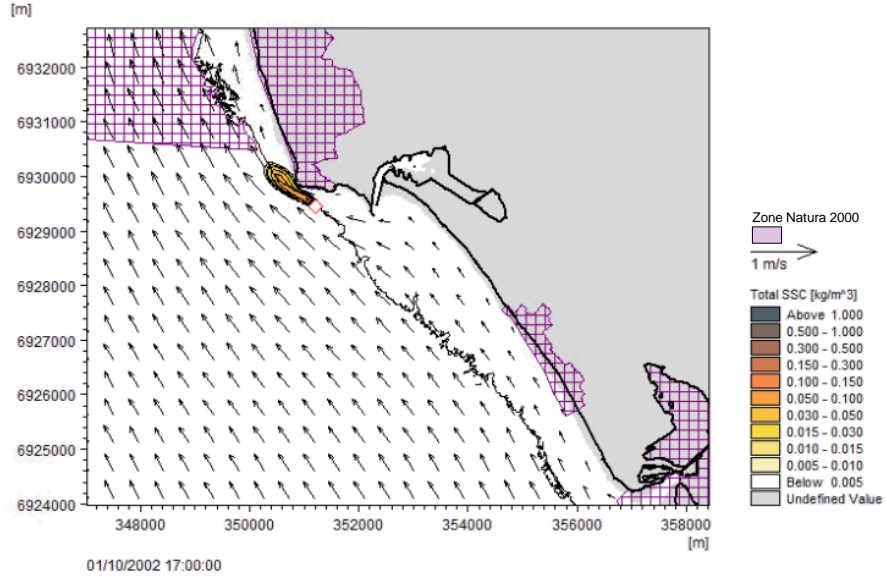 [m]
6932000
6931000
6930000
6929000
6928000
6927000
6926000
6925000
6924000
348000 350000 352000 354000 356000 358000
[m]
01/10/2002 17:00:00
Zone Natura 2000
1 m/s
Total SSC [kg/m^3]
Above 1.000
0.500 - 1.000
0.300 - 0.500
0.150 - 0.300
0.100 - 0.150
0.050 - 0.100
0.030 - 0.050
0.015 - 0.030
0.010 - 0.015
0.005 - 0.010
Below 0.005
Undefined Value